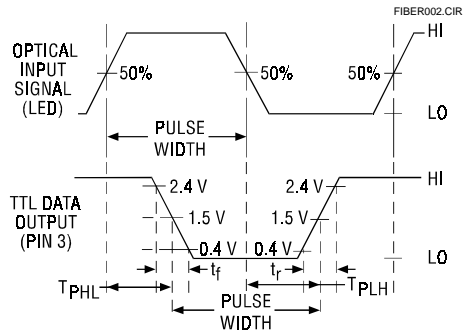 FIBER002.CIR
HI
OPTICAL
INPUT
SIGNAL
(LED)
50%
50%
50%
LO
PULSE
WIDTH
HI
2.4 V
2.4 V
TTL DATA
OUTPUT
(PIN 3)
1.5 V
1.5 V
0.4 V
0.4 V
LO
tf
tr
TPHL
TPLH
PULSE
WIDTH